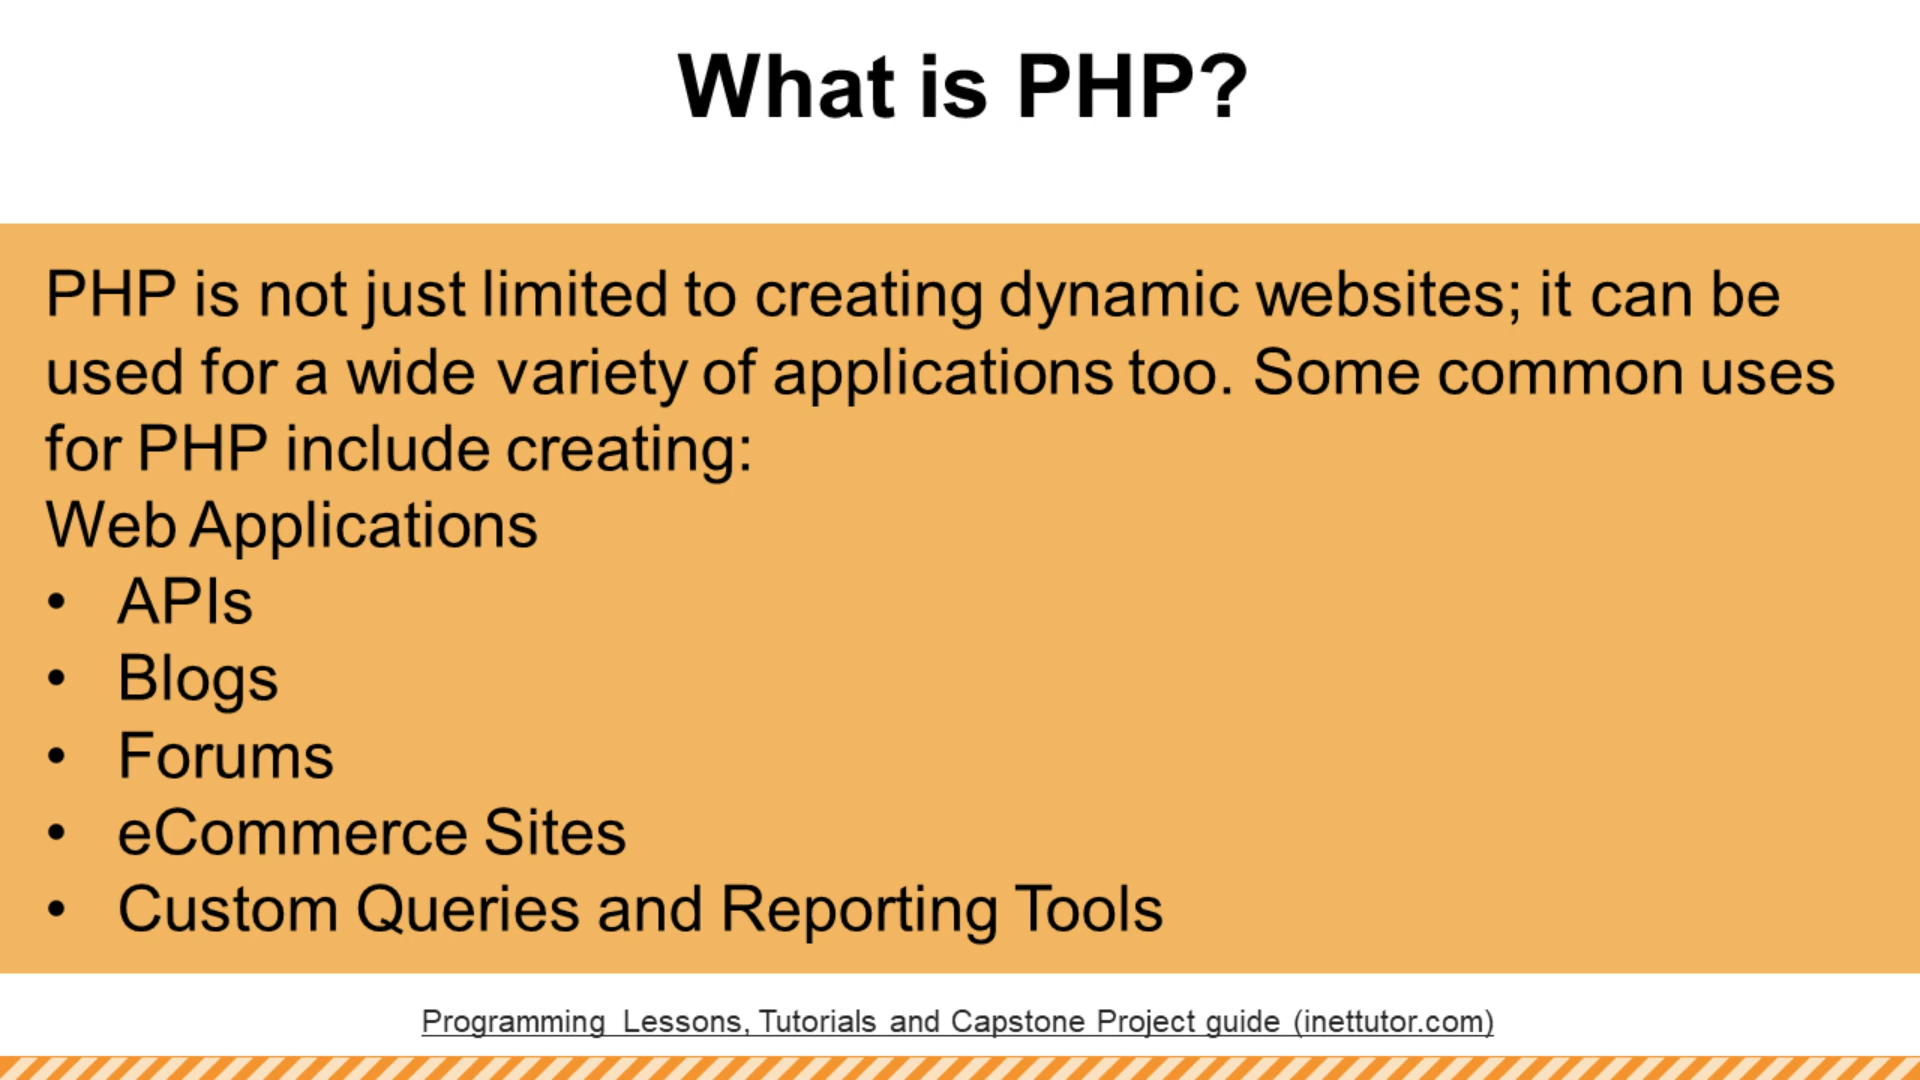 What is PHP?
PHP is not just limited to creating dynamic websites; it can be
used for a wide variety of applications too. Some common uses
for PHP include creating:
Web Applications
• APIs
• Blogs
• Forums
• eCommerce Sites
• Custom Queries and Reporting Tools
Programming Lessons, Tutorials and Capstone Project guide (inettutor.com)